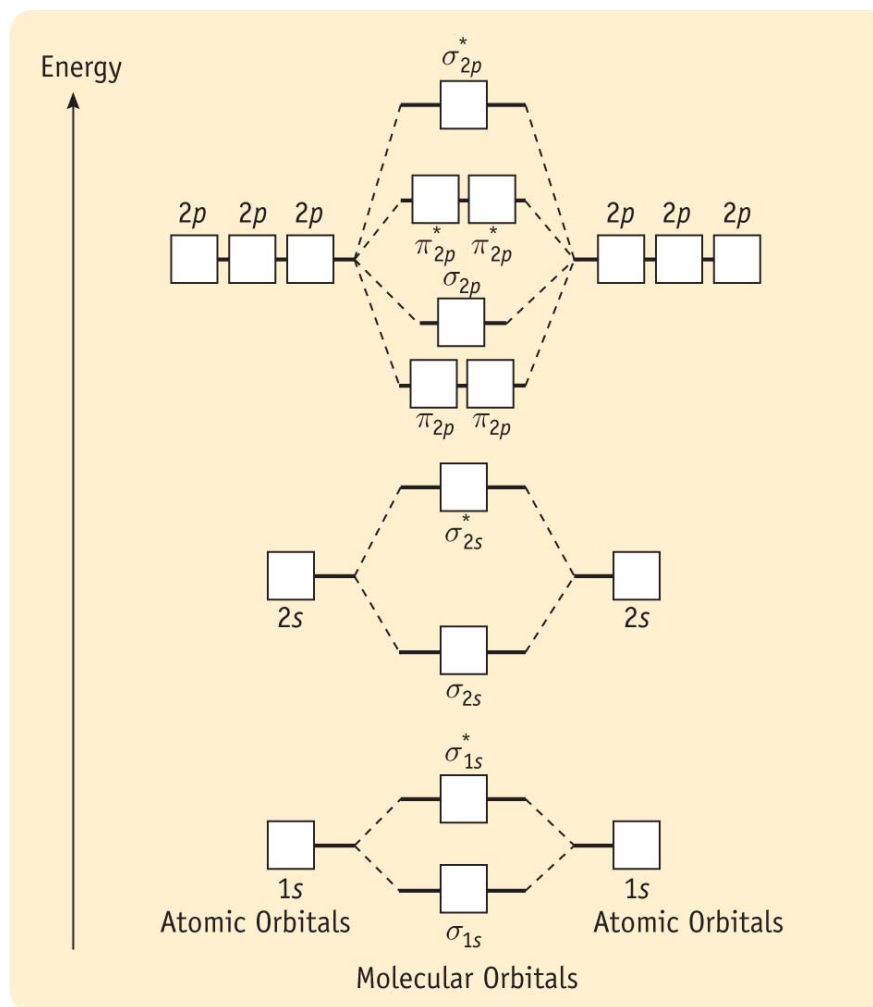 σ*2p
Energy
2p 2p 2p
2p 2p 2p
π*2p π*2p
σ2p
π2p π2p
σ*2s
2s
2s
σ2s
σ*1s
1s
1s
Atomic Orbitals
Atomic Orbitals
σ1s
Molecular Orbitals